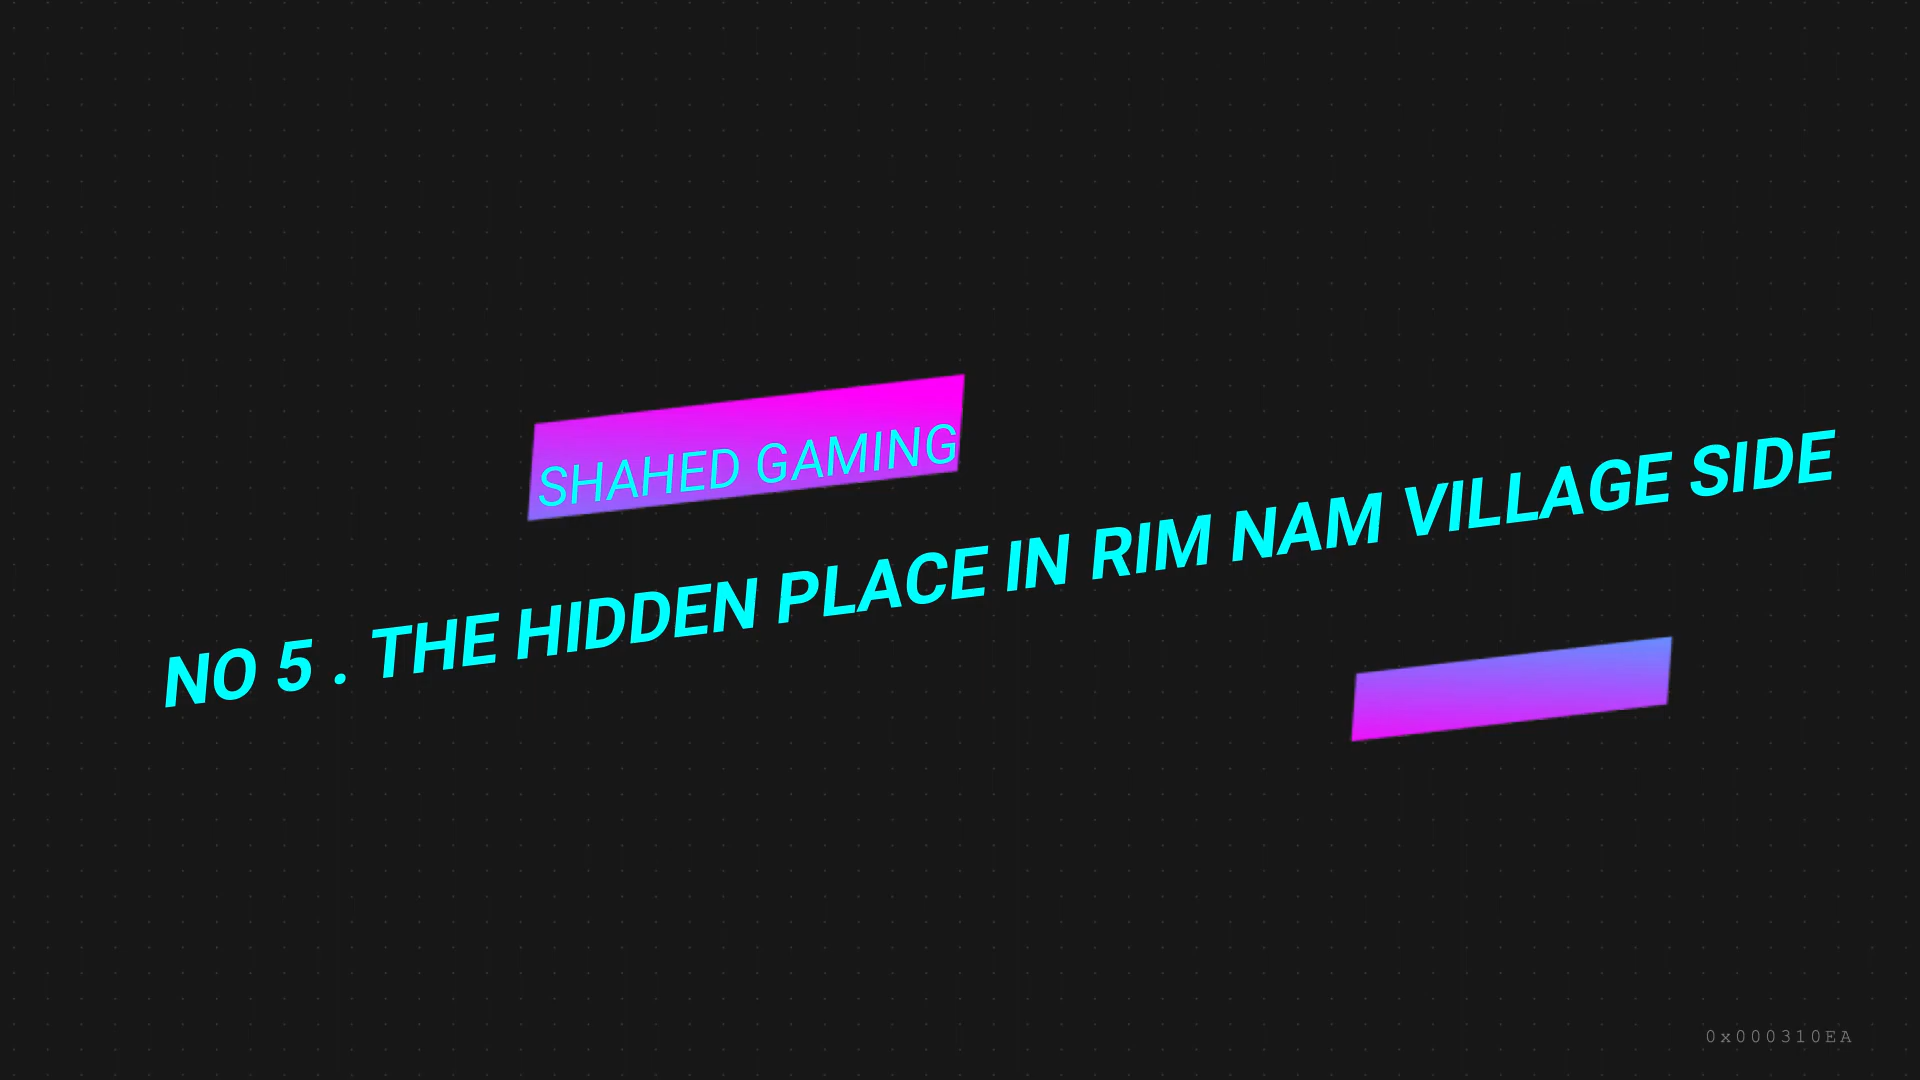 SHAHED GAMING
NO 5 . THE HIDDEN PLACE IN RIM NAM VILLAGE SIDE
0x000310EA